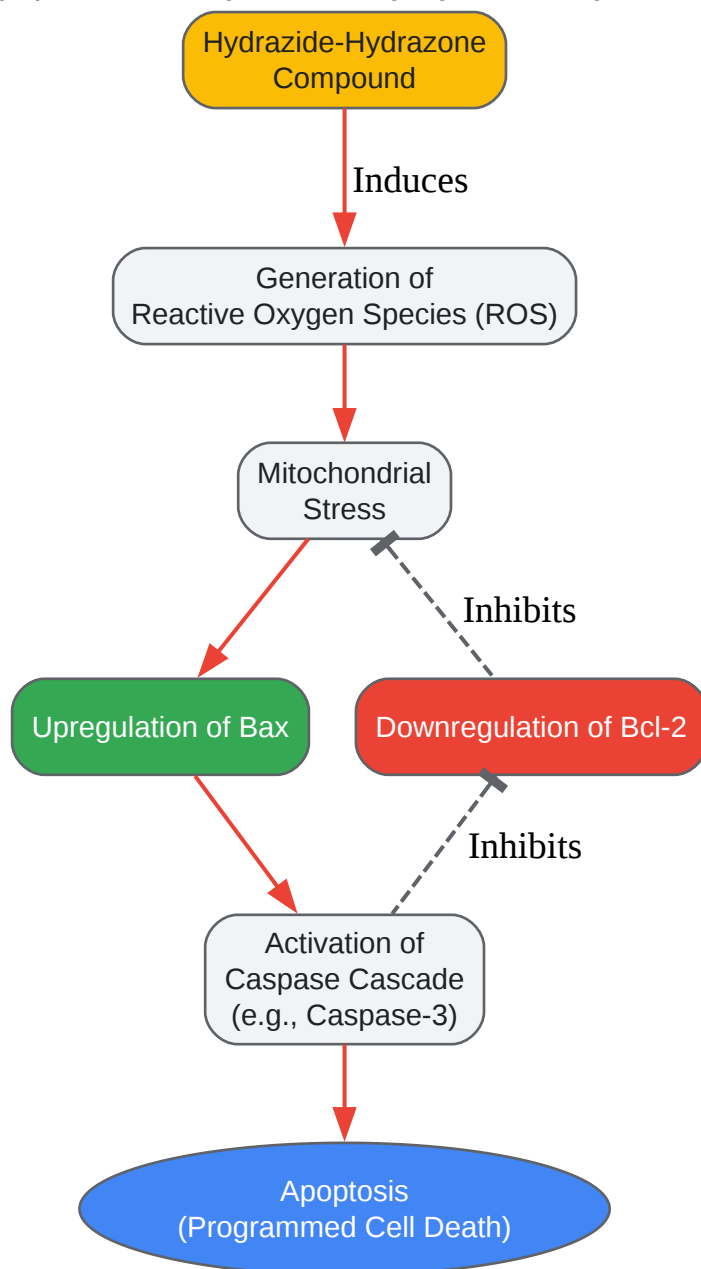 Hydrazide-Hydrazone
Compound
Induces
Generation of
Reactive Oxygen Species (ROS)
Mitochondrial
Stress
Inhibits
Upregulation of Bax
Downregulation of Bcl-2
Inhibits
Activation of
Caspase Cascade
(e.g., Caspase-3)
Apoptosis
(Programmed Cell Death)